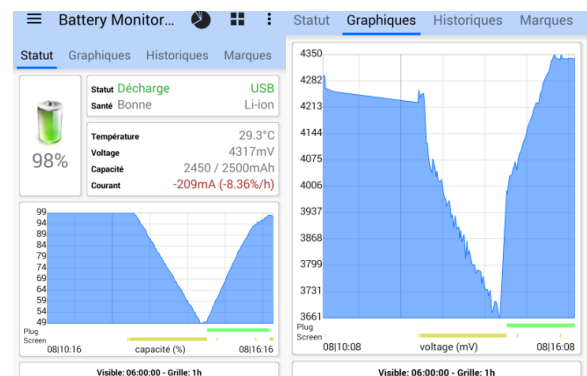 Battery Monitor...
Statut Graphiques Historiques Marques
Statut Décharge USB
Santé Bonne Li-ion
98%
Température 29.3°C
Voltage 4317mV
Capacité 2450 / 2500mAh
Courant -209mA (-8.36%/h)
99
94
89
84
79
74
69
64
59
54
49
Plug
Screen
08|10:16 capacité (%) 08|16:16
Visible: 06:00:00 - Grille: 1h
Statut Graphiques Historiques Marques
4350
4282
4213
4144
4075
4006
3937
3868
3799
3731
3661
Plug
Screen
08|10:08 voltage (mV) 08|16:08
Visible: 06:00:00 - Grille: 1h